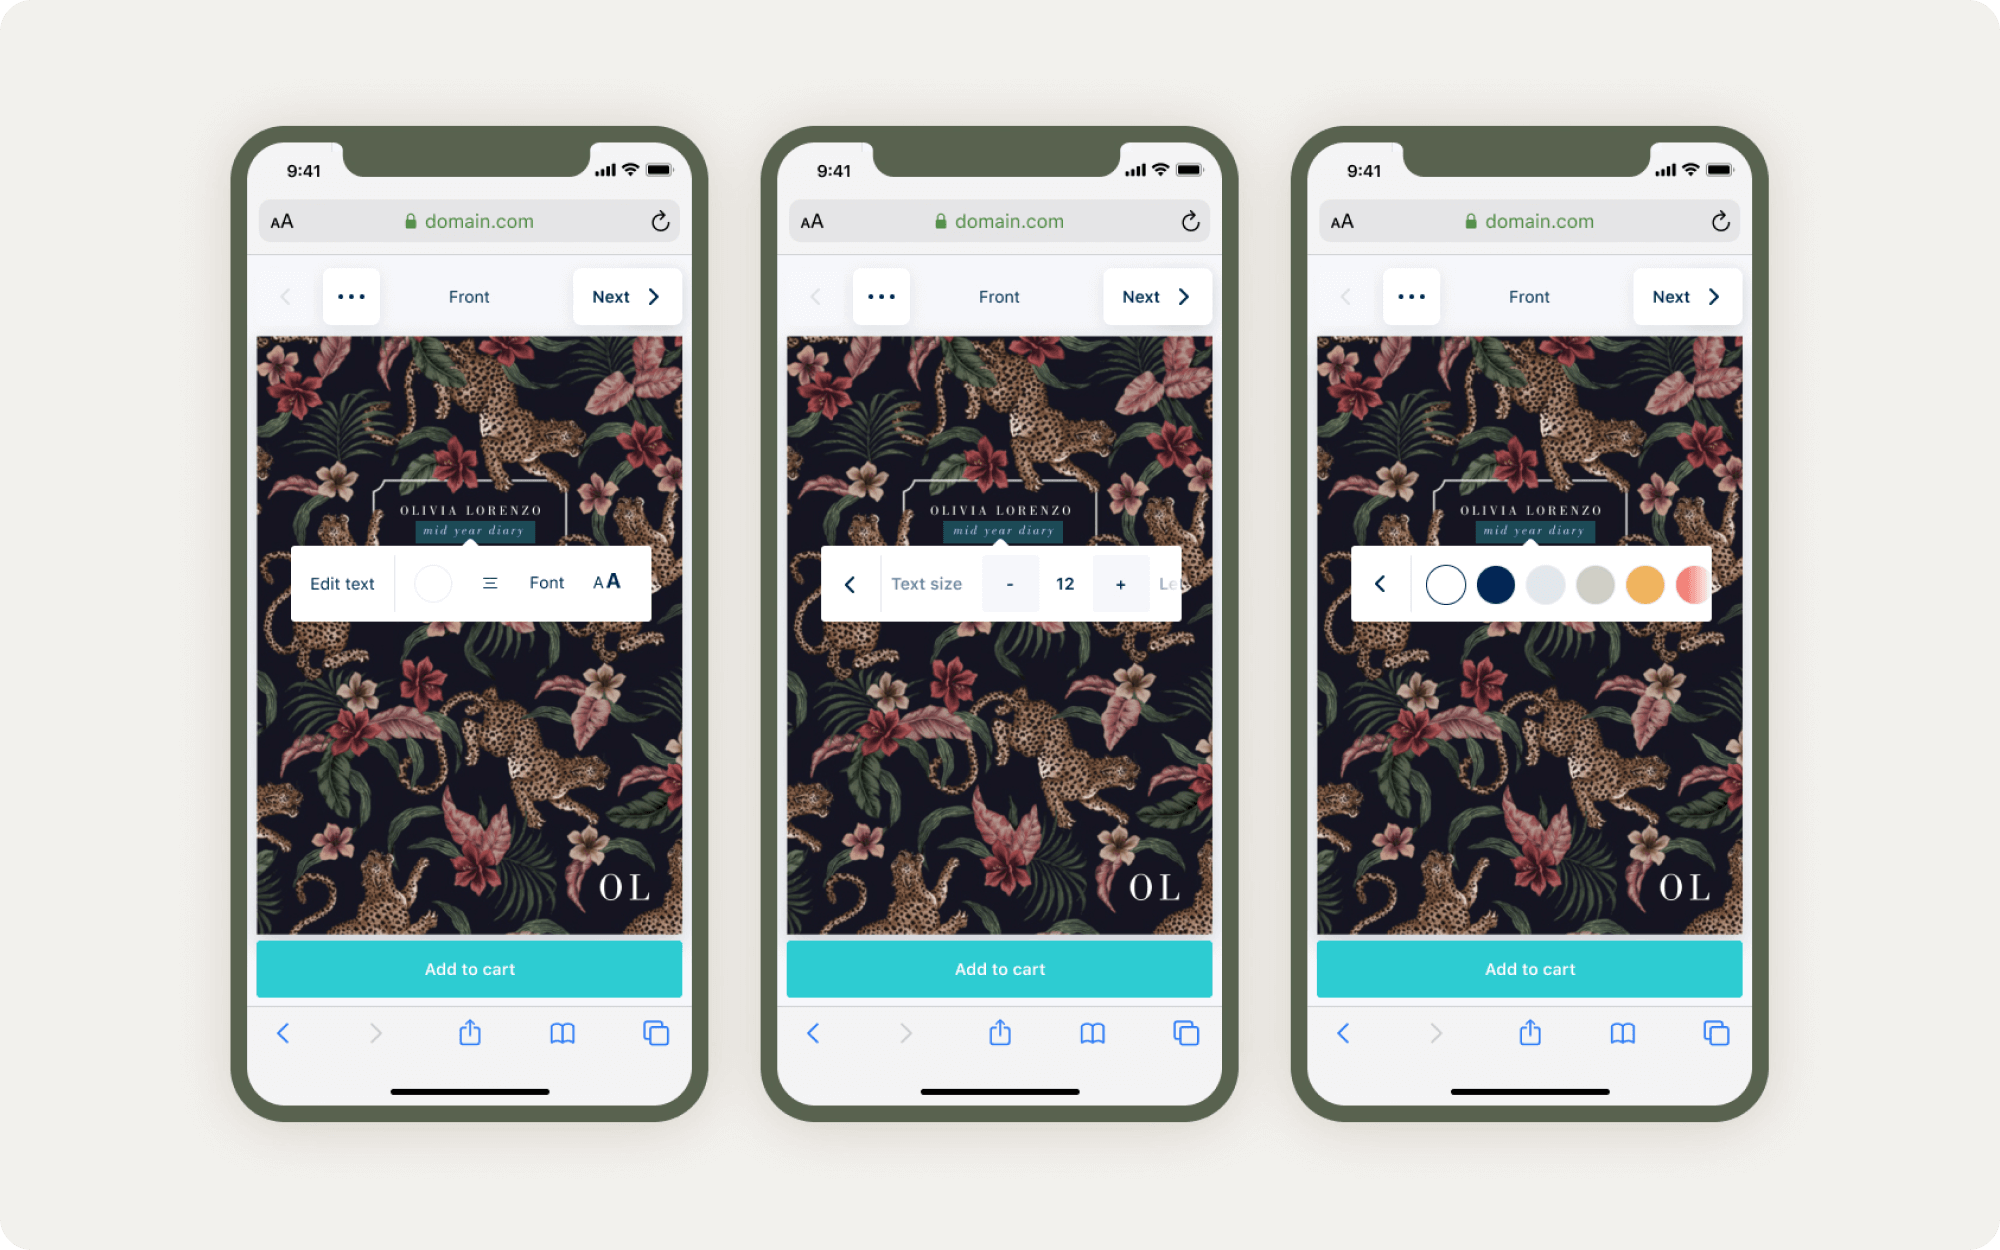 9:41
AA domain.com
Front Next
OLIVIA LORENZO
mid year diary
Edit text Font AA
OL
Add to cart
9:41
AA domain.com
Front Next
OLIVIA LORENZO
mid year diary
Text size - 12 + Le
OL
Add to cart
9:41
AA domain.com
Front Next
OLIVIA LORENZO
mid year diary
OL
Add to cart